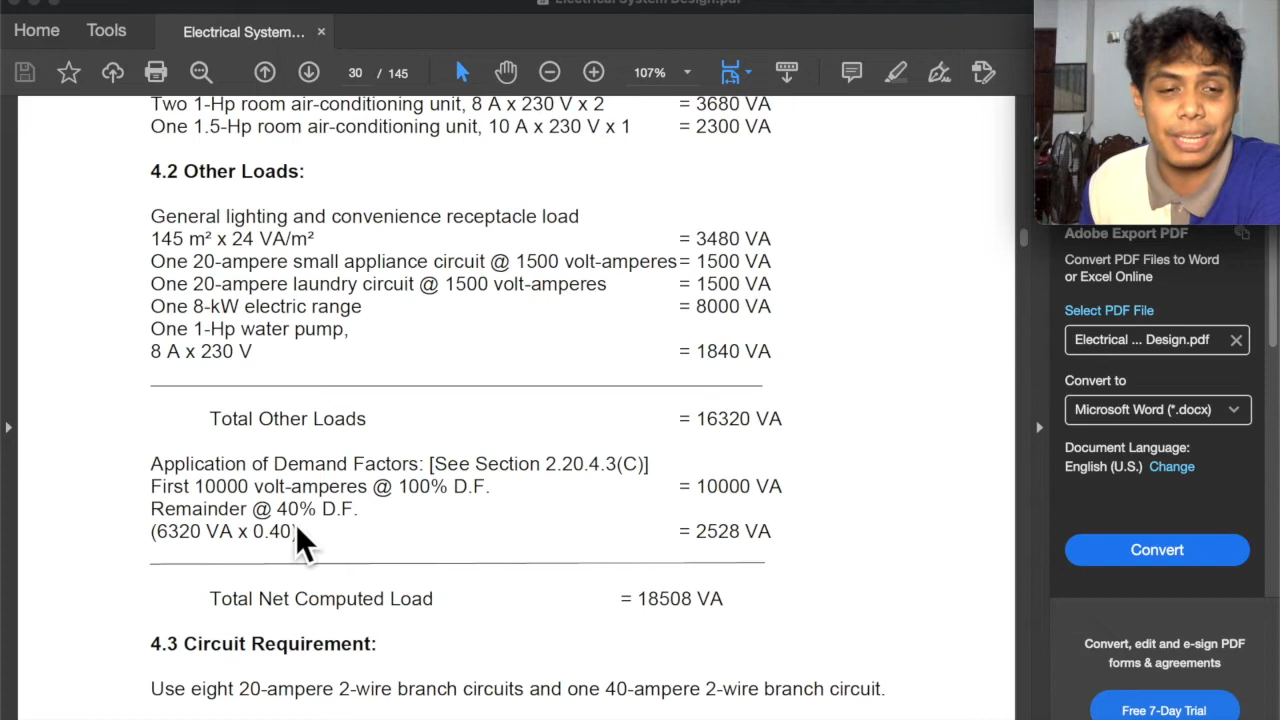 Electrical System Design.pdf
Home Tools Electrical System... ×
30 / 145 107%
Two 1-Hp room air-conditioning unit, 8 A x 230 V x 2 = 3680 VA
One 1.5-Hp room air-conditioning unit, 10 A x 230 V x 1 = 2300 VA
4.2 Other Loads:
General lighting and convenience receptacle load
145 m² x 24 VA/m² = 3480 VA
One 20-ampere small appliance circuit @ 1500 volt-amperes = 1500 VA
One 20-ampere laundry circuit @ 1500 volt-amperes = 1500 VA
One 8-kW electric range = 8000 VA
One 1-Hp water pump,
8 A x 230 V = 1840 VA
Total Other Loads = 16320 VA
Application of Demand Factors: [See Section 2.20.4.3(C)]
First 10000 volt-amperes @ 100% D.F. = 10000 VA
Remainder @ 40% D.F.
(6320 VA x 0.40) = 2528 VA
Total Net Computed Load = 18508 VA
4.3 Circuit Requirement:
Use eight 20-ampere 2-wire branch circuits and one 40-ampere 2-wire branch circuit.
Adobe Export PDF
Convert PDF Files to Word
or Excel Online
Select PDF File
Electrical ... Design.pdf
Convert to
Microsoft Word (*.docx)
Document Language:
English (U.S.) Change
Convert
Convert, edit and e-sign PDF
forms & agreements
Free 7-Day Trial